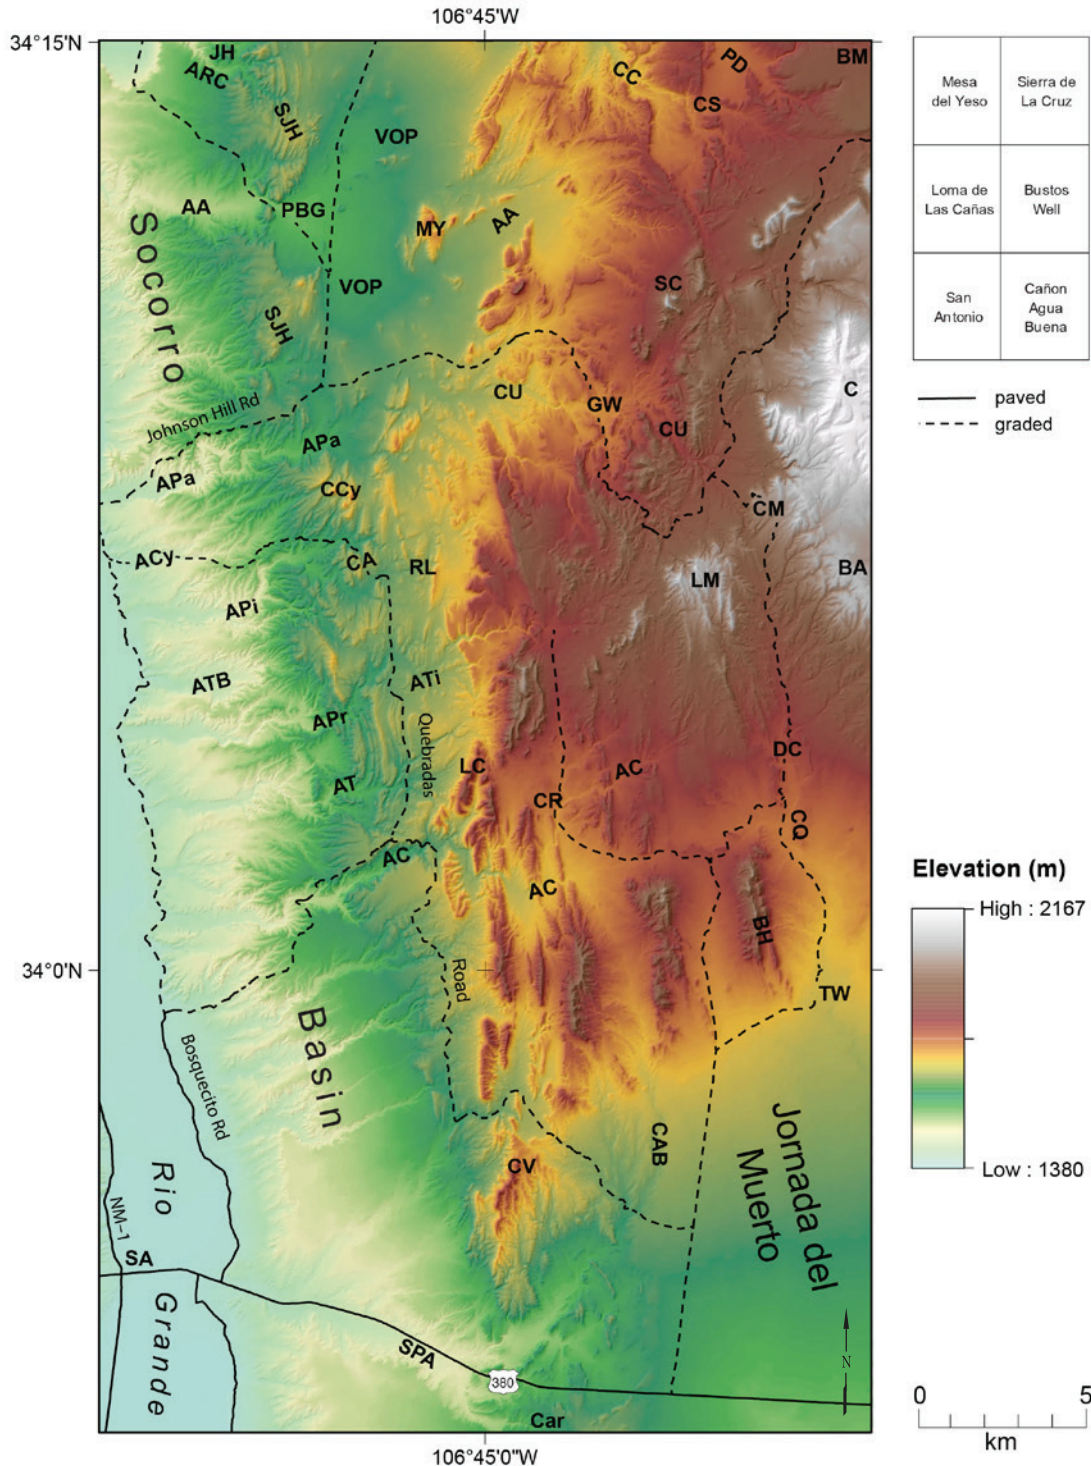 106°45'W
34°15'N
JH
ARC
SJH
VOP
CC
PD
BM
CS
AA
PBG
MY
AA
Socorro
VOP
SC
SJH
CU
C
Johnson Hill Rd
GW
APa
CU
APa
CCy
CM
ACy
CA
RL
LM
BA
APi
ATB
ATi
APr
Quebradas
LC
DC
AT
AC
CR
CQ
AC
AC
BH
34°0'N
Road
TW
Basin
Bosquecito Rd
Jornada del
Muerto
CAB
CV
Rio
NM-1
SA
Grande
SPA
380
Car
N
106°45'0"W
Mesa
del Yeso
Sierra de
La Cruz
Loma de
Las Cañas
Bustos
Well
San
Antonio
Cañon
Agua
Buena
paved
graded
Elevation (m)
High : 2167
Low : 1380
0 5
km